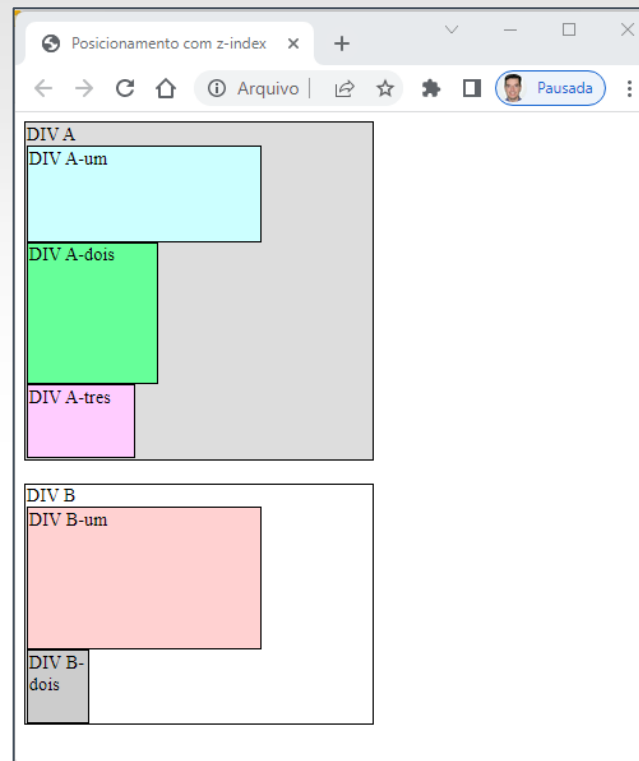 Posicionamento com z-index
Arquivo
Pausada
DIV A
DIV A-um
DIV A-dois
DIV A-tres
DIV B
DIV B-um
DIV B-
dois